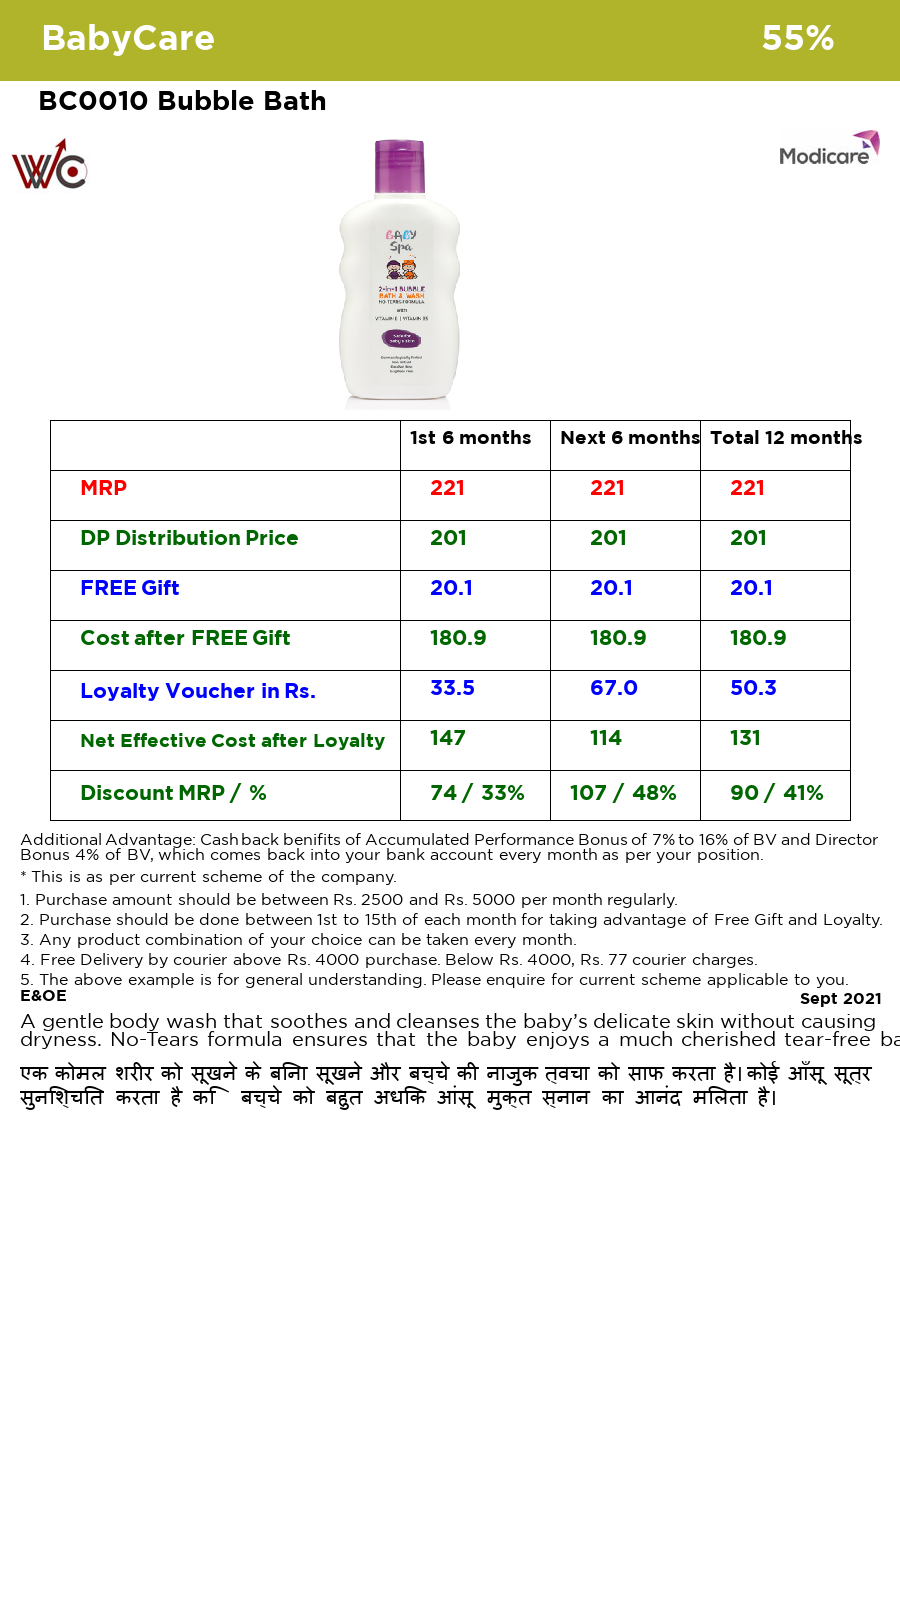 BabyCare 55%
BC0010 Bubble Bath
WC
Modicare
BABY
Spa
2-in-1 BUBBLE
BATH & WASH
NO-TEARS FORMULA
with
VITAMIN E | VITAMIN B5
baby's skin
1st 6 months Next 6 months Total 12 months
MRP 221 221 221
DP Distribution Price 201 201 201
FREE Gift 20.1 20.1 20.1
Cost after FREE Gift 180.9 180.9 180.9
Loyalty Voucher in Rs. 33.5 67.0 50.3
Net Effective Cost after Loyalty 147 114 131
Discount MRP / % 74 / 33% 107 / 48% 90 / 41%
Additional Advantage: Cashback benifits of Accumulated Performance Bonus of 7% to 16% of BV and Director
Bonus 4% of BV, which comes back into your bank account every month as per your position.
* This is as per current scheme of the company.
1. Purchase amount should be between Rs. 2500 and Rs. 5000 per month regularly.
2. Purchase should be done between 1st to 15th of each month for taking advantage of Free Gift and Loyalty.
3. Any product combination of your choice can be taken every month.
4. Free Delivery by courier above Rs. 4000 purchase. Below Rs. 4000, Rs. 77 courier charges.
5. The above example is for general understanding. Please enquire for current scheme applicable to you.
E&OE Sept 2021
A gentle body wash that soothes and cleanses the baby’s delicate skin without causing
dryness. No-Tears formula ensures that the baby enjoys a much cherished tear-free ba
एक कोमल शरीर को सूखने के बिना सूखने और बच्चे की नाजुक त्वचा को साफ करता है। कोई आँसू सूत्र
सुनिश्चित करता है कि बच्चे को बहुत अधिक आंसू मुक्त स्नान का आनंद मिलता है।